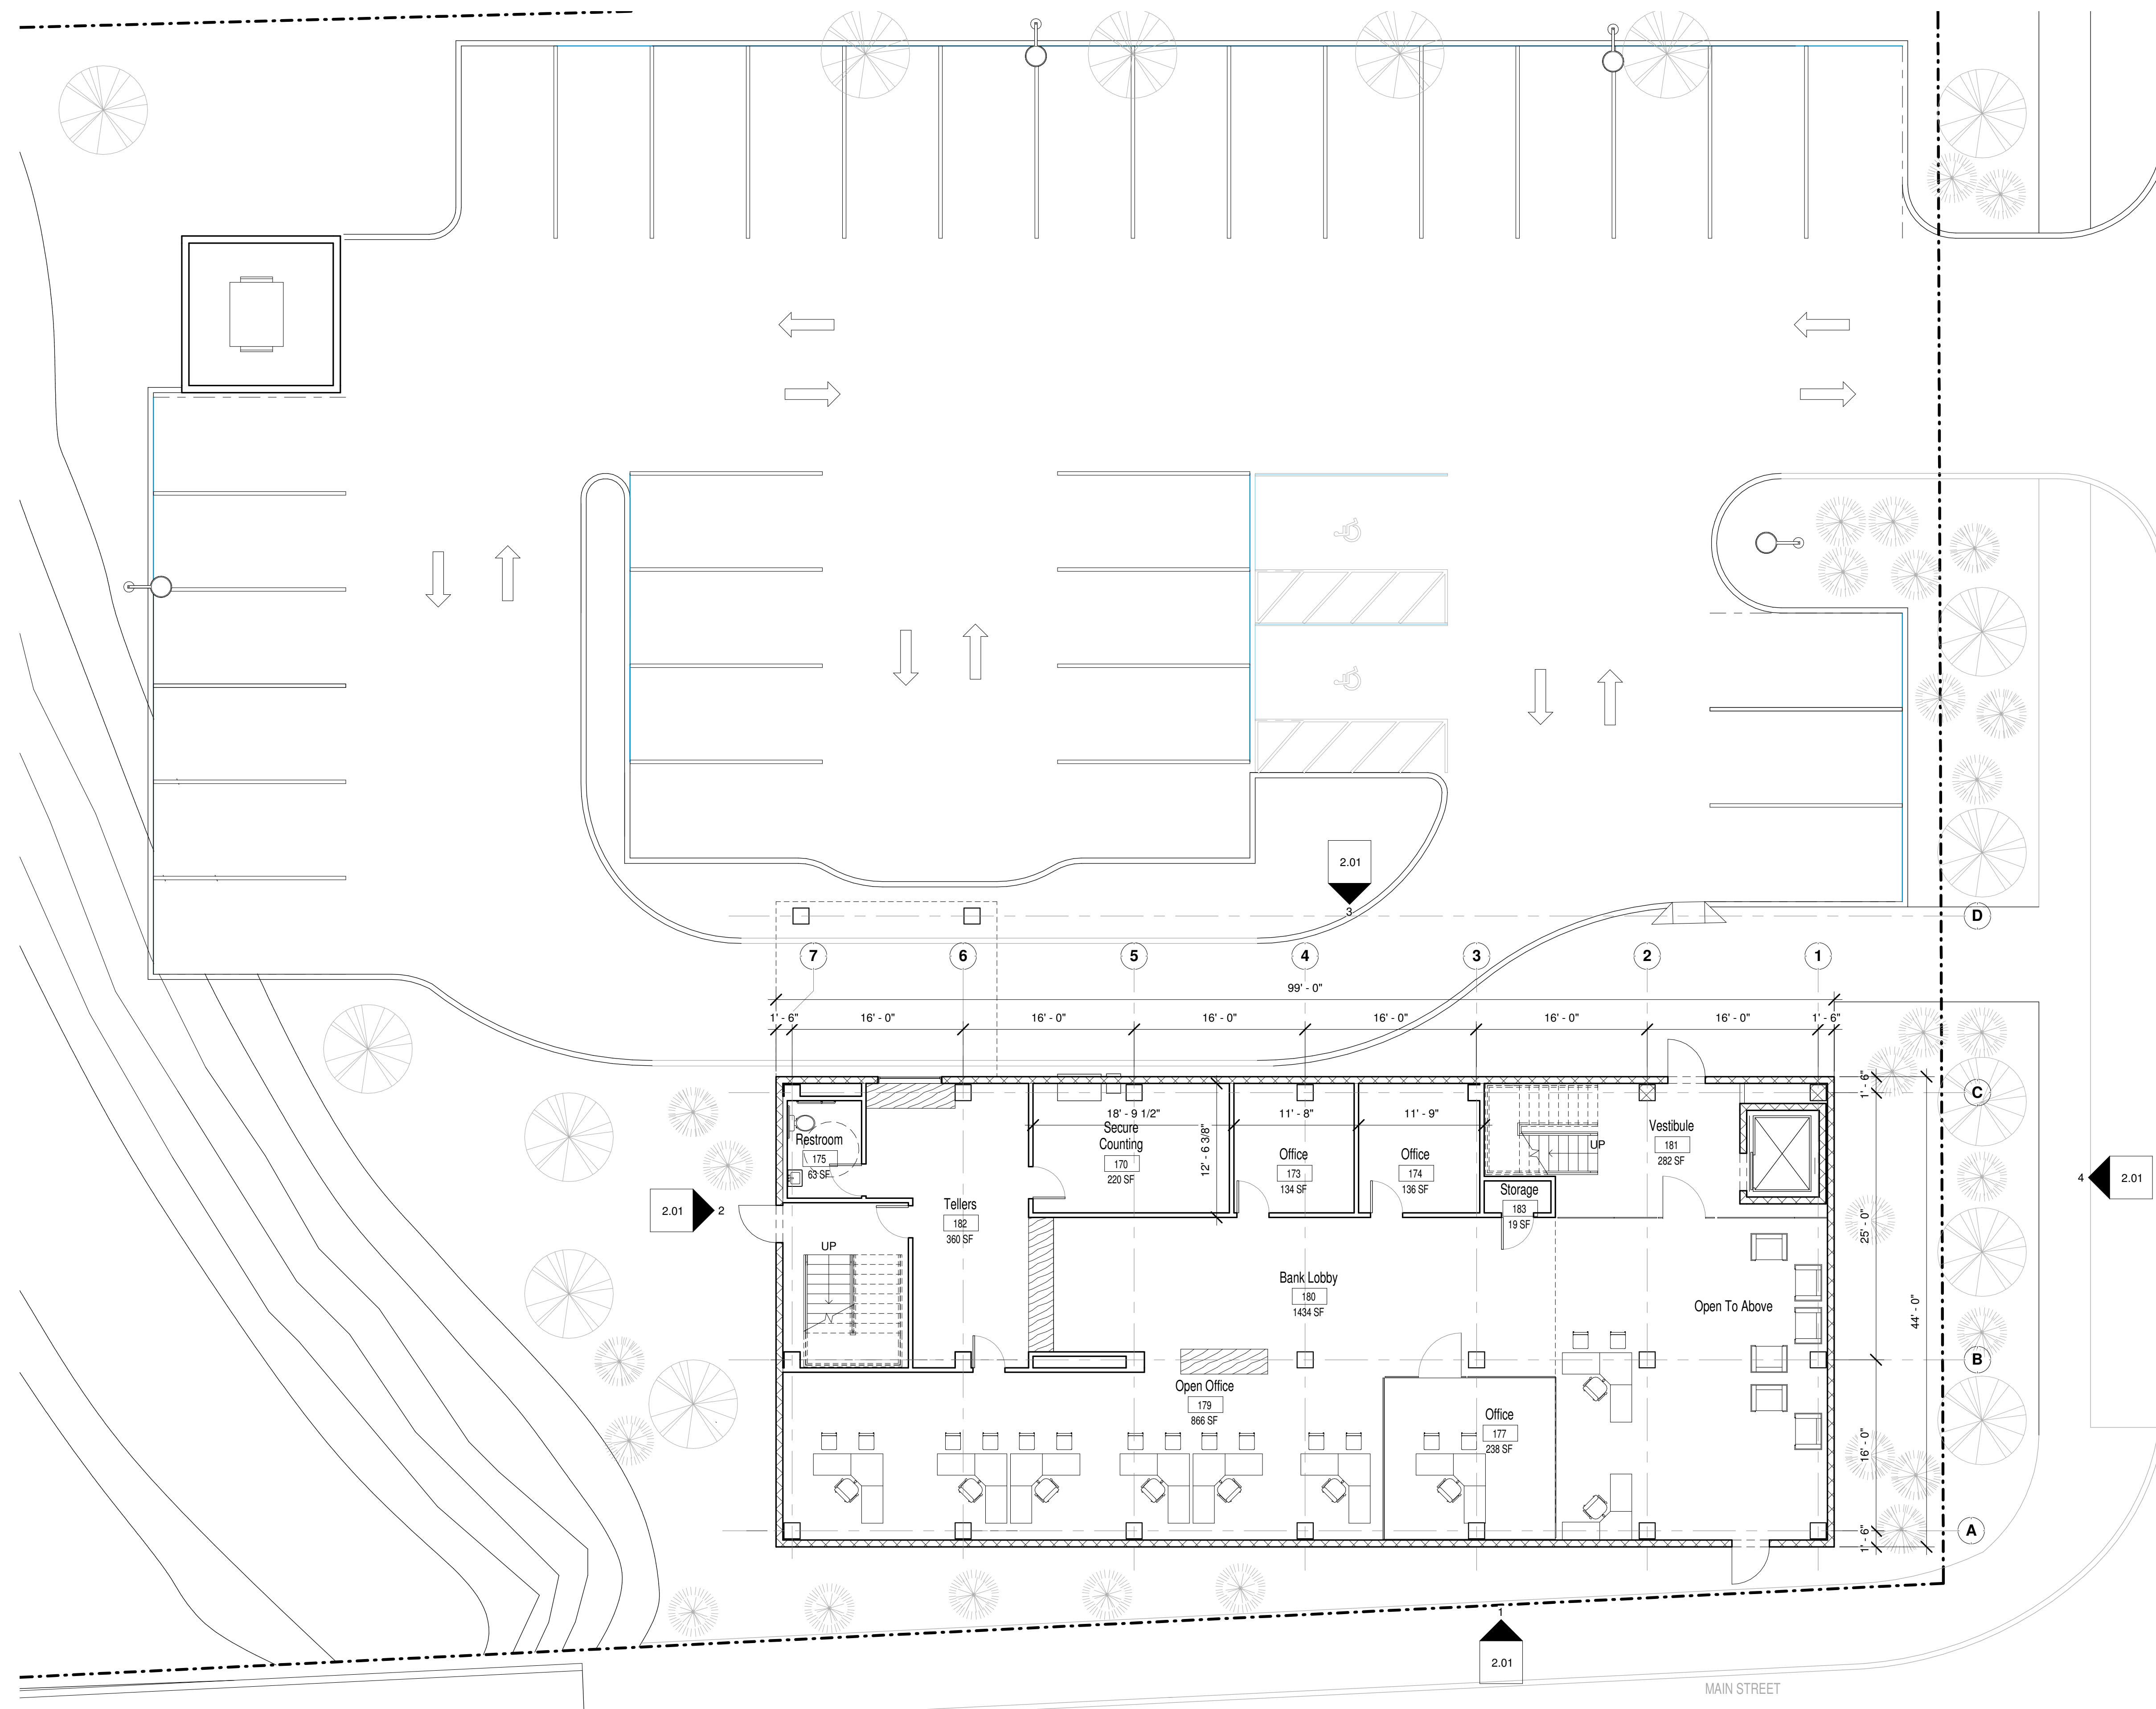 2.01
3
D
7
6
5
4
3
2
1
99' - 0"
1' - 6"
16' - 0"
16' - 0"
16' - 0"
16' - 0"
16' - 0"
16' - 0"
1' - 6"
1' - 6"
C
18' - 9 1/2"
11' - 8"
11' - 9"
12' - 6 3/8"
Restroom
175
63 SF
Secure
Counting
170
220 SF
Office
173
134 SF
Office
174
136 SF
UP
Vestibule
181
282 SF
Storage
183
19 SF
2.01
2
4
2.01
Tellers
182
360 SF
UP
25' - 0"
44' - 0"
Bank Lobby
180
1434 SF
Open To Above
B
Open Office
179
866 SF
Office
177
238 SF
16' - 0"
1' - 6"
A
1
2.01
MAIN STREET